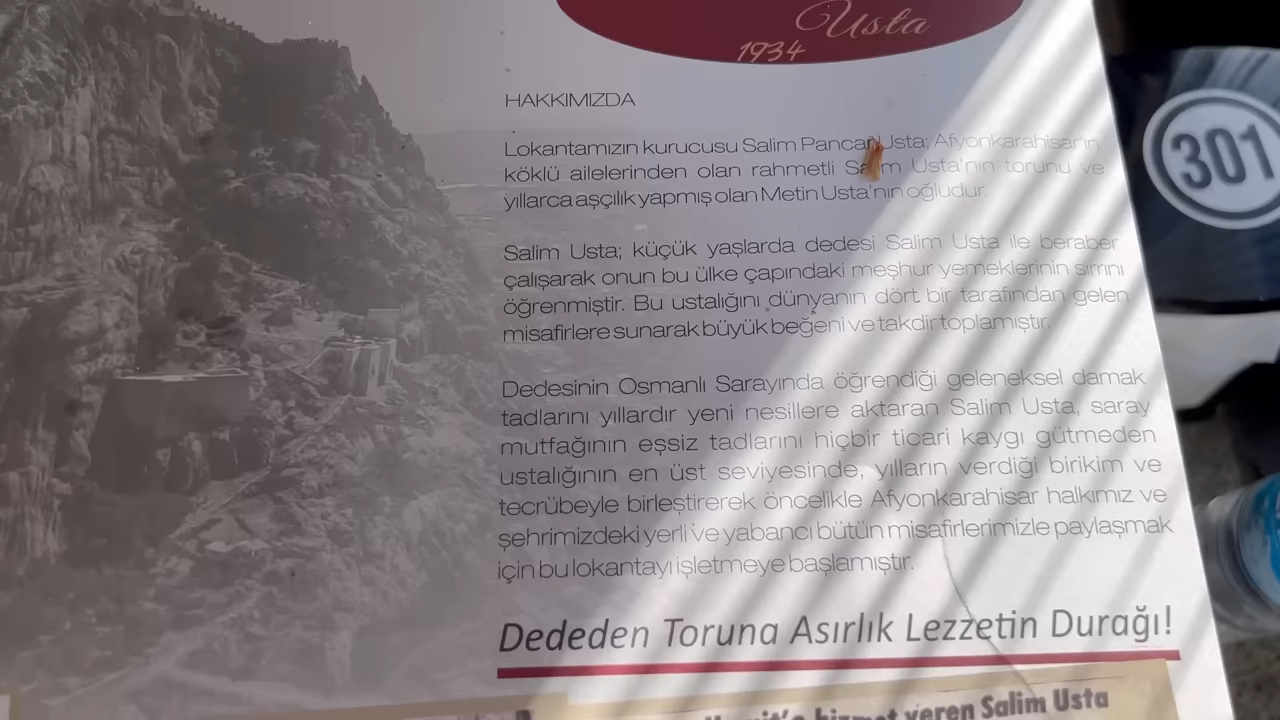 Usta
1934
HAKKIMIZDA
Lokantamızın kurucusu Salim Pancar Usta; Afyonkarahisar'ın
köklü ailelerinden olan rahmetli Salim Usta'nın torunu ve
yıllarca aşçılık yapmış olan Metin Usta'nın oğludur.
Salim Usta; küçük yaşlarda dedesi Salim Usta ile beraber
çalışarak onun bu ülke çapındaki meşhur yemeklerinin sırrını
öğrenmiştir. Bu ustalığını dünyanın dört bir tarafından gelen
misafirlere sunarak büyük beğeni ve takdir toplamıştır.
Dedesinin Osmanlı Sarayında öğrendiği geleneksel damak
tadlarını yıllardır yeni nesillere aktaran Salim Usta, saray
mutfağının eşsiz tadlarını hiçbir ticari kaygı gütmeden
ustalığının en üst seviyesinde, yılların verdiği birikim ve
tecrübeyle birleştirerek öncelikle Afyonkarahisar halkımız ve
şehrimizdeki yerli ve yabancı bütün misafirlerimizle paylaşmak
için bu lokantayı işletmeye başlamıştır.
Dededen Toruna Asırlık Lezzetin Durağı!
hizmet veren Salim Usta
301